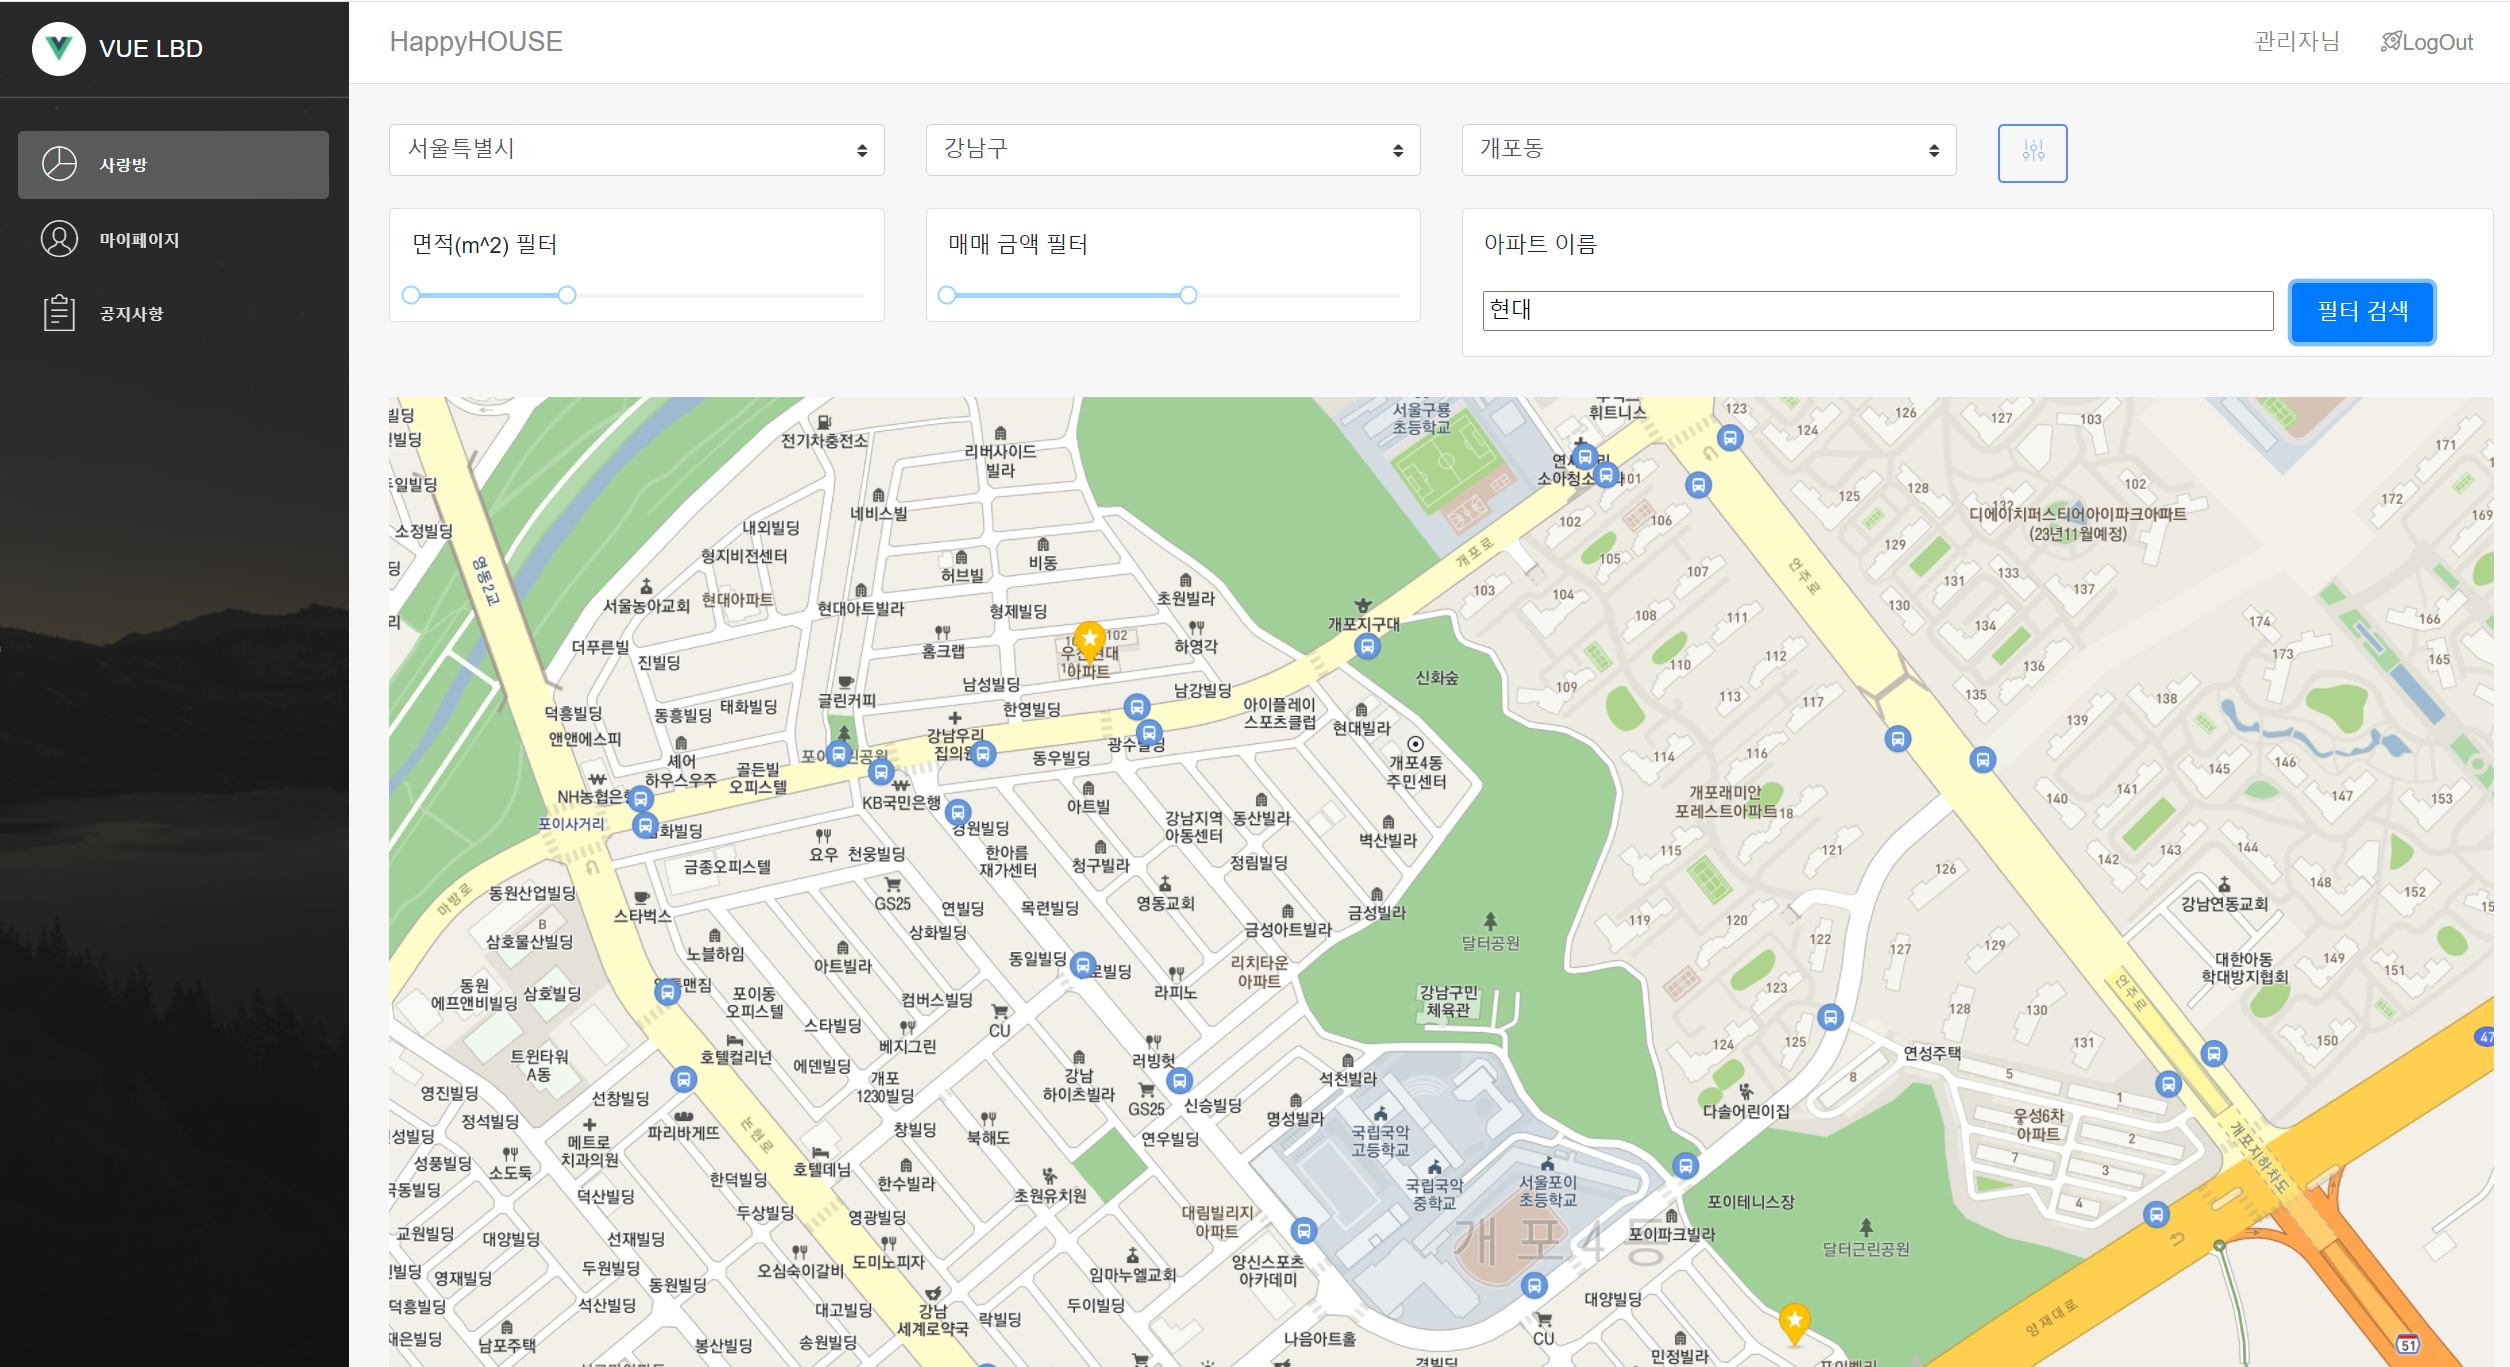 VUE LBD
HappyHOUSE
관리자님
LogOut
사랑방
마이페이지
공지사항
서울특별시
강남구
개포동
면적(m^2) 필터
매매 금액 필터
아파트 이름
현대
필터 검색
전기차충전소
리버사이드
빌라
서울구룡
초등학교
휘트니스
네비스빌
소정빌딩
내외빌딩
형지비전센터
허브빌
비동
영동2교
서울농아교회
현대아파트
현대아트빌라
형제빌딩
초원빌라
개포로
언주로
디에이치퍼스티어아이파크아파트
(23년11월예정)
더푸른빌
진빌딩
홈크랩
102
아파트
하영각
개포지구대
신화숲
글린커피
남성빌딩
남강빌딩
한영빌딩
덕흥빌딩
동흥빌딩
태화빌딩
앤앤에스피
세어
하우스우주
골든빌
오피스텔
강남우리
동우빌딩
아이플레이
스포츠클럽
현대빌라
개포4동
주민센터
KB국민은행
포이사거리
아트빌
강남지역
아동센터
동산빌라
벽산빌라
개포래미안
포레스트아파트
금종오피스텔
요우
천웅빌딩
한아름
재가센터
청구빌라
정림빌딩
마방로
동원산업빌딩
B
삼호물산빌딩
스타벅스
GS25
연빌딩
목련빌딩
영동교회
금성빌라
금성아트빌라
상화빌딩
노블하임
아트빌라
동일빌딩
라피노
리치타운
아파트
달터공원
강남연동교회
대한아동
학대방지협회
동원
에프앤비빌딩
삼호빌딩
포이동
오피스텔
컴버스빌딩
CU
스타빌딩
베지그린
강남구민
체육관
언주로
트윈타워
A동
호텔컬리넌
에덴빌딩
개포
1230빌딩
강남
하이츠빌라
러빙헛
GS25
신승빌딩
석천빌라
명성빌라
연성주택
다솔어린이집
우성6차
아파트
영진빌딩
정석빌딩
선창빌딩
파리바게뜨
논현로
창빌딩
북해도
연우빌딩
국립국악
고등학교
국립국악
중학교
서울포이
초등학교
개포지하차도
성풍빌딩
소도둑
메트로
치과의원
호텔데님
한덕빌딩
한수빌라
초원유치원
덕산빌딩
두상빌딩
영광빌딩
대림빌리지
아파트
포이테니스장
포이파크빌라
개포4동
달터근린공원
교원빌딩
대양빌딩
선재빌딩
영재빌딩
두원빌딩
동원빌딩
오심숙이갈비
도미노피자
임마누엘교회
양신스포츠
아카데미
덕흥빌딩
석산빌딩
대고빌딩
강남
세계로약국
락빌딩
두이빌딩
나음아트홀
CU
대양빌딩
양재대로
남포주택
봉산빌딩
송원빌딩
민정빌라
51